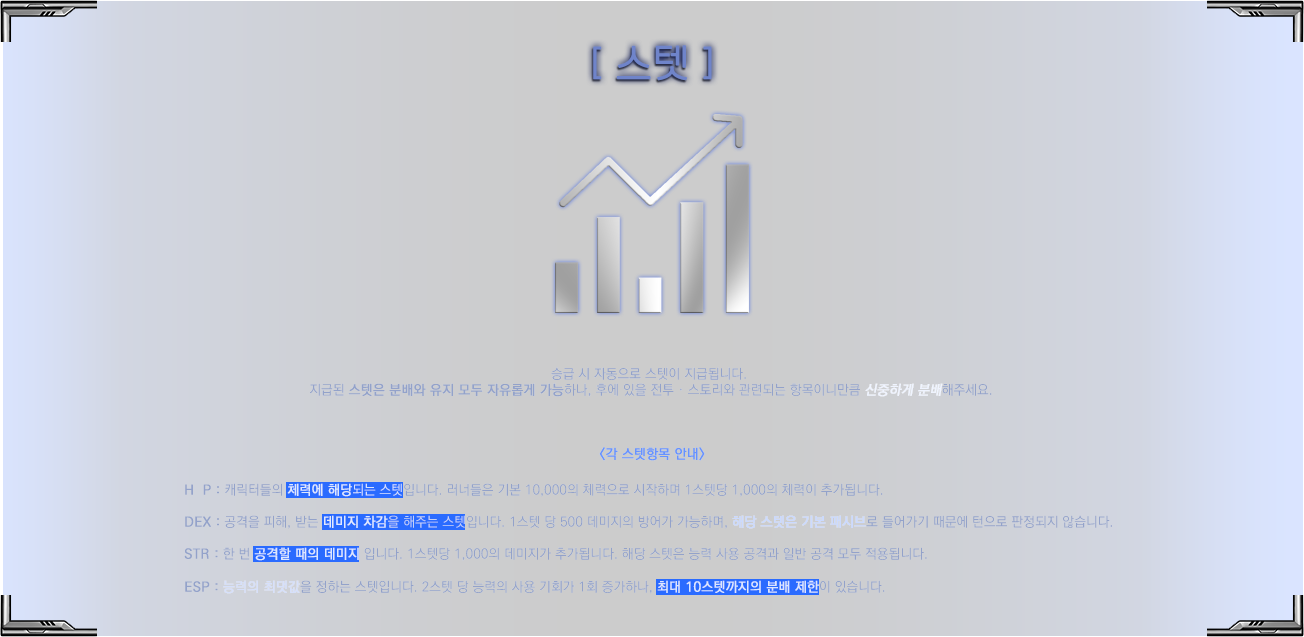 [ 스텟 ]
승급 시 자동으로 스텟이 지급됩니다.
지급된 스텟은 분배와 유지 모두 자유롭게 가능하나, 후에 있을 전투 · 스토리와 관련되는 항목이니만큼 신중하게 분배해주세요.
<각 스텟항목 안내>
H P : 캐릭터들의 체력에 해당되는 스텟입니다. 러너들은 기본 10,000의 체력으로 시작하며 1스텟당 1,000의 체력이 추가됩니다.
DEX : 공격을 피해, 받는 데미지 차감을 해주는 스텟입니다. 1스텟 당 500 데미지의 방어가 가능하며, 해당 스텟은 기본 패시브로 들어가기 때문에 턴으로 판정되지 않습니다.
STR : 한 번 공격할 때의 데미지 입니다. 1스텟당 1,000의 데미지가 추가됩니다. 해당 스텟은 능력 사용 공격과 일반 공격 모두 적용됩니다.
ESP : 능력의 최댓값을 정하는 스텟입니다. 2스텟 당 능력의 사용 기회가 1회 증가하나, 최대 10스텟까지의 분배 제한이 있습니다.